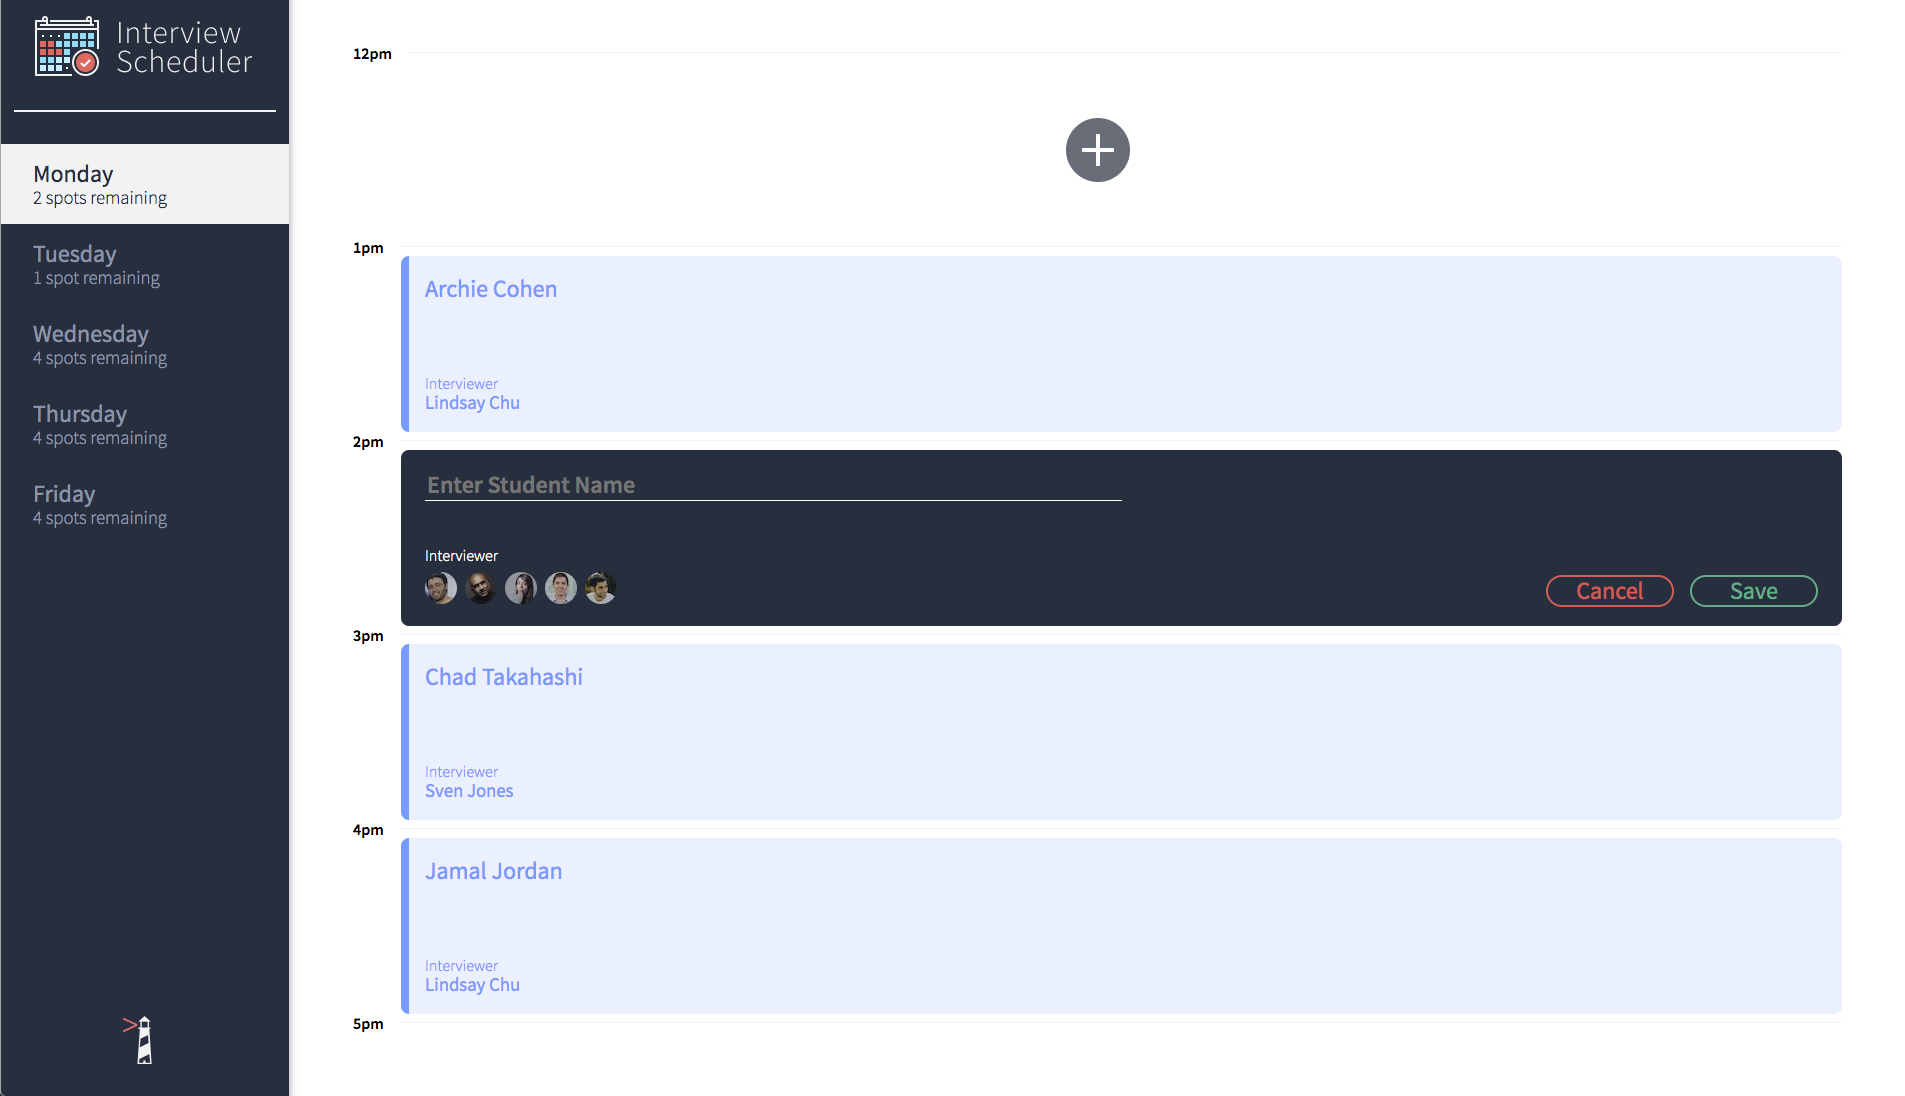 Interview
Scheduler
Monday
2 spots remaining
Tuesday
1 spot remaining
Wednesday
4 spots remaining
Thursday
4 spots remaining
Friday
4 spots remaining
12pm
1pm
Archie Cohen
Interviewer
Lindsay Chu
2pm
Enter Student Name
Interviewer
Cancel
Save
3pm
Chad Takahashi
Interviewer
Sven Jones
4pm
Jamal Jordan
Interviewer
Lindsay Chu
5pm